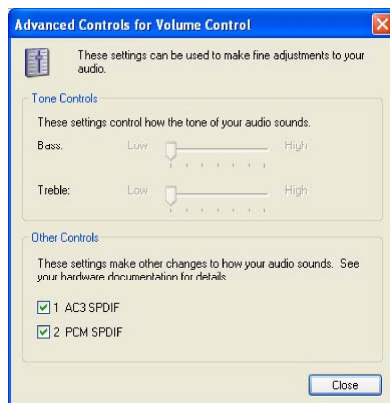 Advanced Controls for Volume Control
These settings can be used to make fine adjustments to your
audio.
Tone Controls
These settings control how the tone of your audio sounds.
Bass: Low High
Treble: Low High
Other Controls
These settings make other changes to how your audio sounds. See
your hardware documentation for details.
1 AC3 SPDIF
2 PCM SPDIF
Close